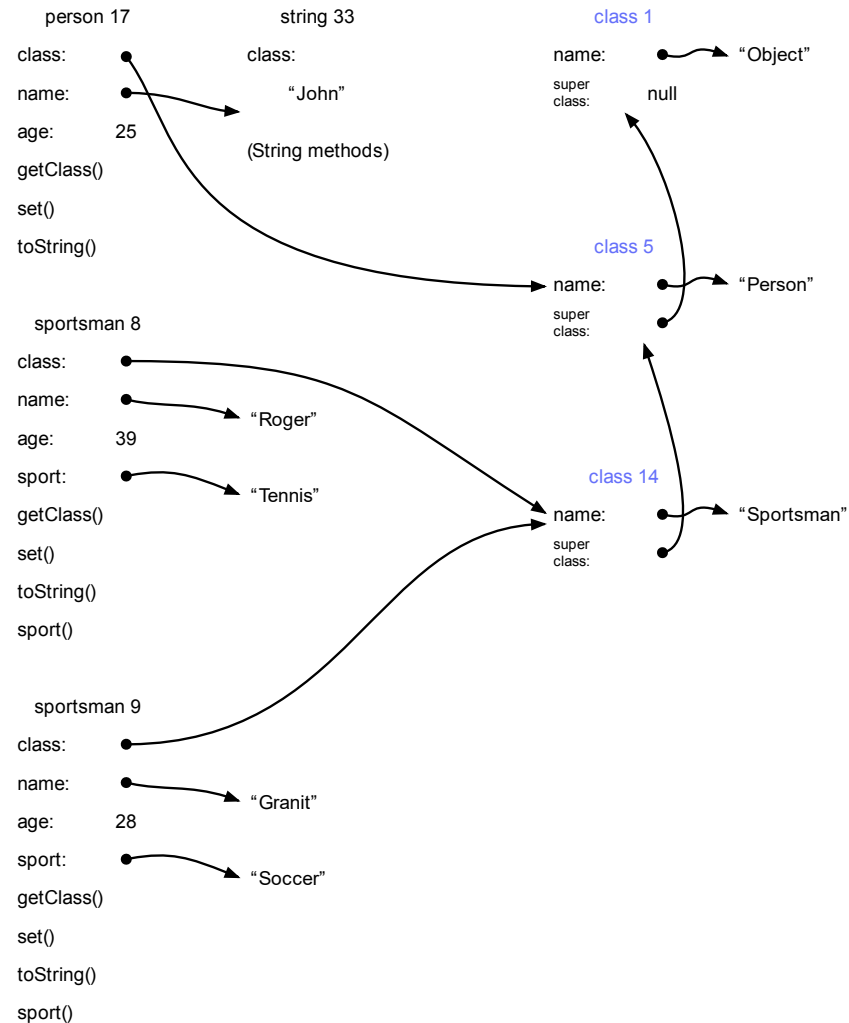 person 17
class:
name:
age: 25
getClass()
set()
toString()
string 33
class:
“John”
(String methods)
class 1
name: “Object”
super
class: null
class 5
name: “Person”
super
class:
sportsman 8
class:
name: “Roger”
age: 39
sport: “Tennis”
getClass()
set()
toString()
sport()
class 14
name: “Sportsman”
super
class:
sportsman 9
class:
name: “Granit”
age: 28
sport: “Soccer”
getClass()
set()
toString()
sport()